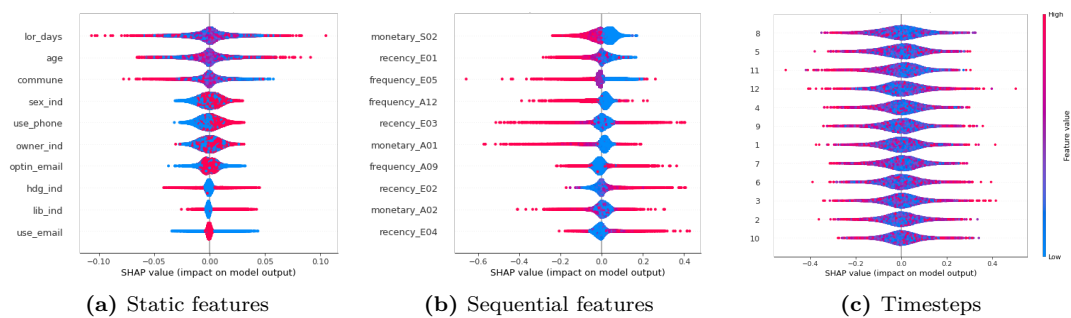 lor_days
age
commune
sex_ind
use_phone
owner_ind
optin_email
hdg_ind
lib_ind
use_email
−0.10 −0.05 0.00 0.05 0.10
SHAP value (impact on model output)
(a) Static features
monetary_S02
recency_E01
frequency_E05
frequency_A12
recency_E03
monetary_A01
frequency_A09
recency_E02
monetary_A02
recency_E04
−0.6 −0.4 −0.2 0.0 0.2 0.4
SHAP value (impact on model output)
(b) Sequential features
8
5
11
12
4
9
1
7
6
3
2
10
−0.4 −0.2 0.0 0.2 0.4
SHAP value (impact on model output)
(c) Timesteps
High
Feature value
Low